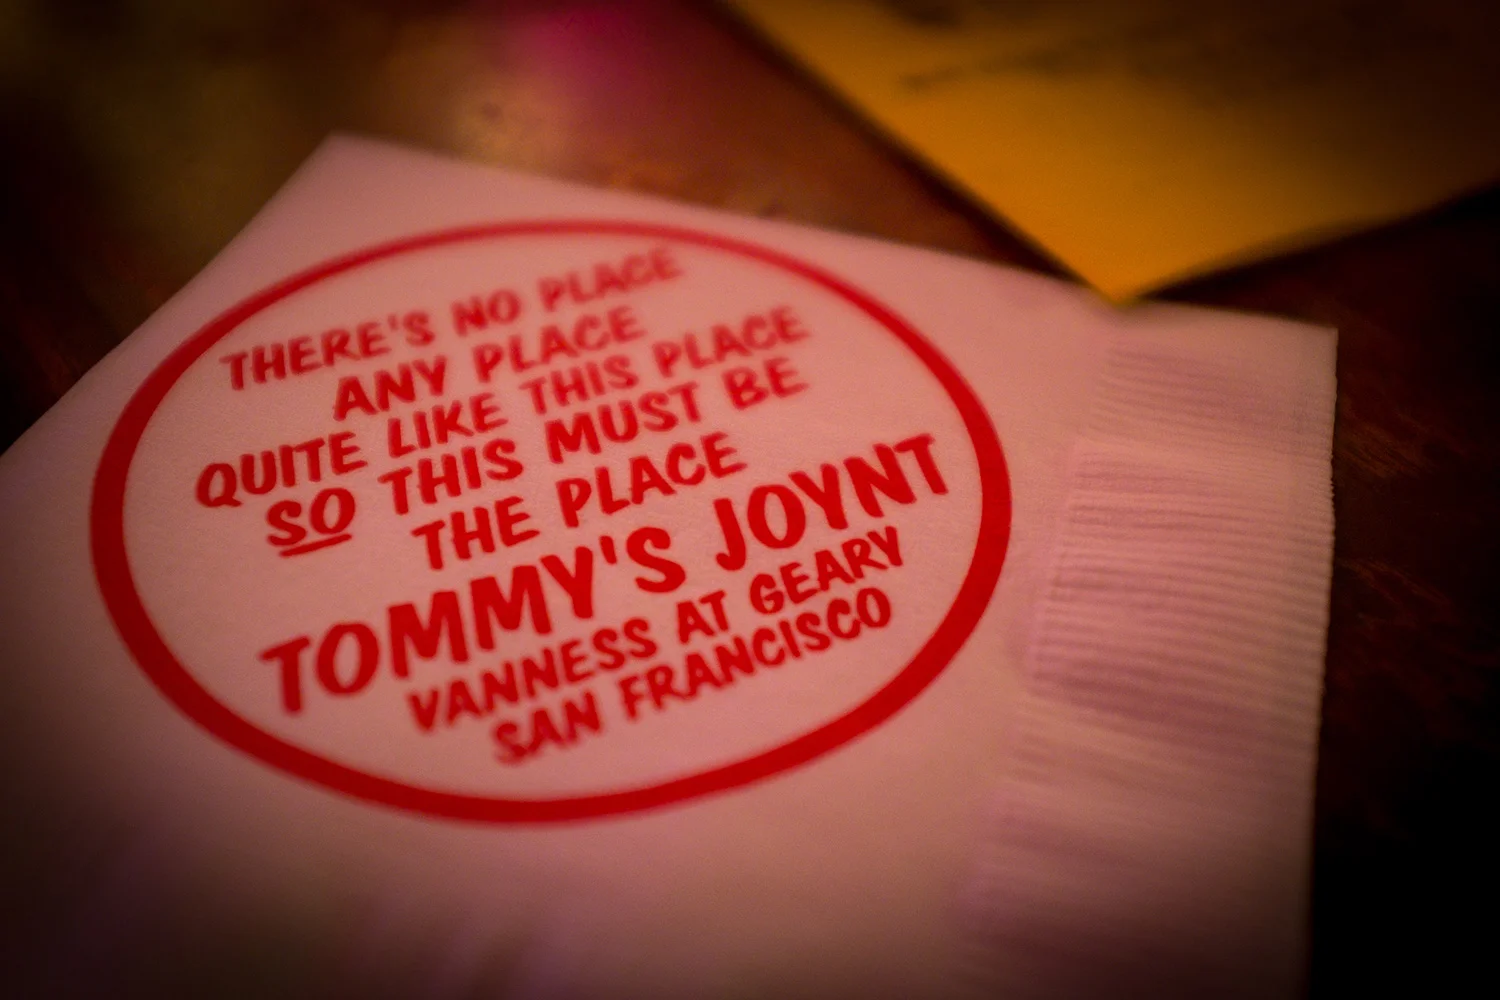 THERE'S NO PLACE
ANY PLACE
QUITE LIKE THIS PLACE
SO THIS MUST BE
THE PLACE
TOMMY'S JOYNT
VANNESS AT GEARY
SAN FRANCISCO